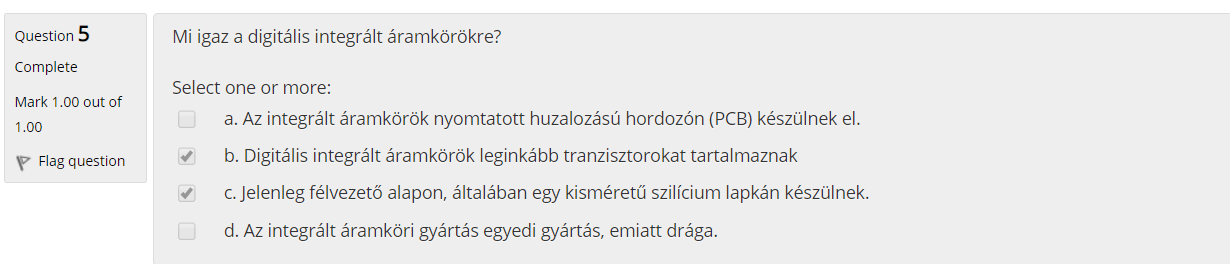 Question 5
Complete
Mark 1.00 out of
1.00
Flag question
Mi igaz a digitális integrált áramkörökre?
Select one or more:
a. Az integrált áramkörök nyomtatott huzalozású hordozón (PCB) készülnek el.
b. Digitális integrált áramkörök leginkább tranzisztorokat tartalmaznak
c. Jelenleg félvezető alapon, általában egy kisméretű szilícium lapkán készülnek.
d. Az integrált áramköri gyártás egyedi gyártás, emiatt drága.